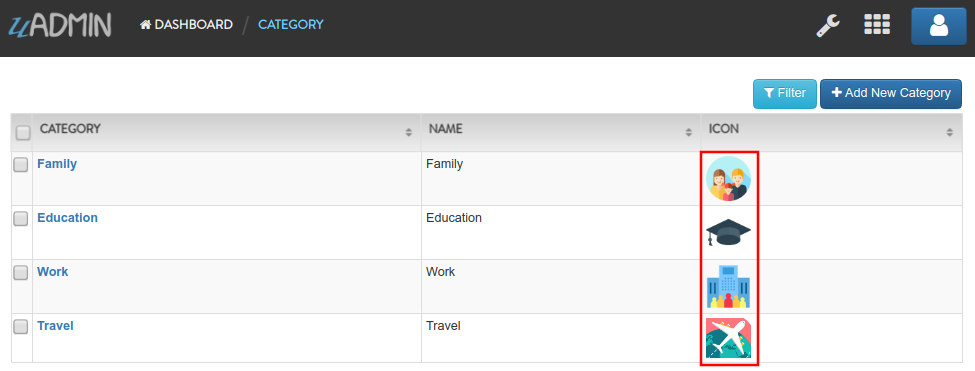 uADMIN DASHBOARD / CATEGORY
Filter Add New Category
CATEGORY NAME ICON
Family Family
Education Education
Work Work
Travel Travel